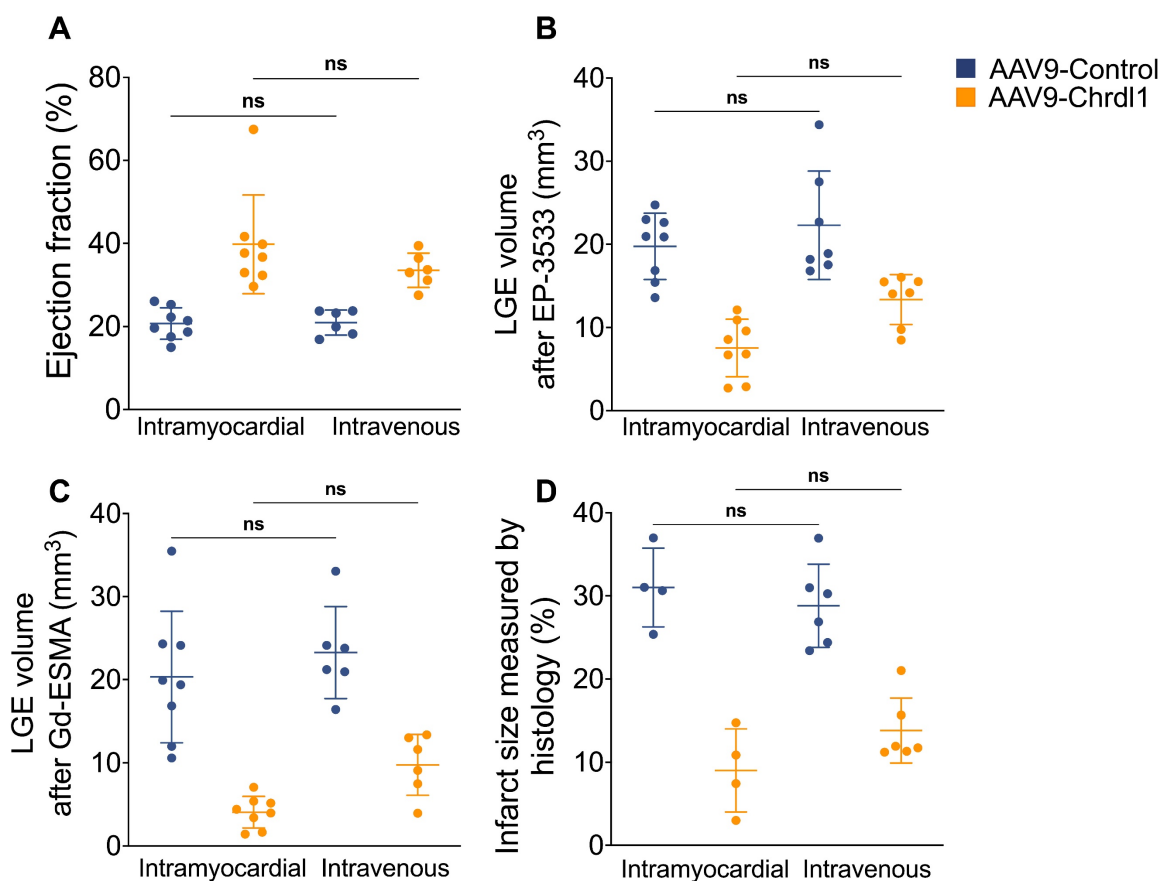 A
Ejection fraction (%)
80
60
40
20
0
ns
ns
Intramyocardial Intravenous
B
LGE volume
after EP-3533 (mm³)
40
30
20
10
0
ns
ns
Intramyocardial Intravenous
AAV9-Control
AAV9-Chrdl1
C
LGE volume
after Gd-ESMA (mm³)
40
30
20
10
0
ns
ns
Intramyocardial Intravenous
D
Infarct size measured by
histology (%)
40
30
20
10
0
ns
ns
Intramyocardial Intravenous